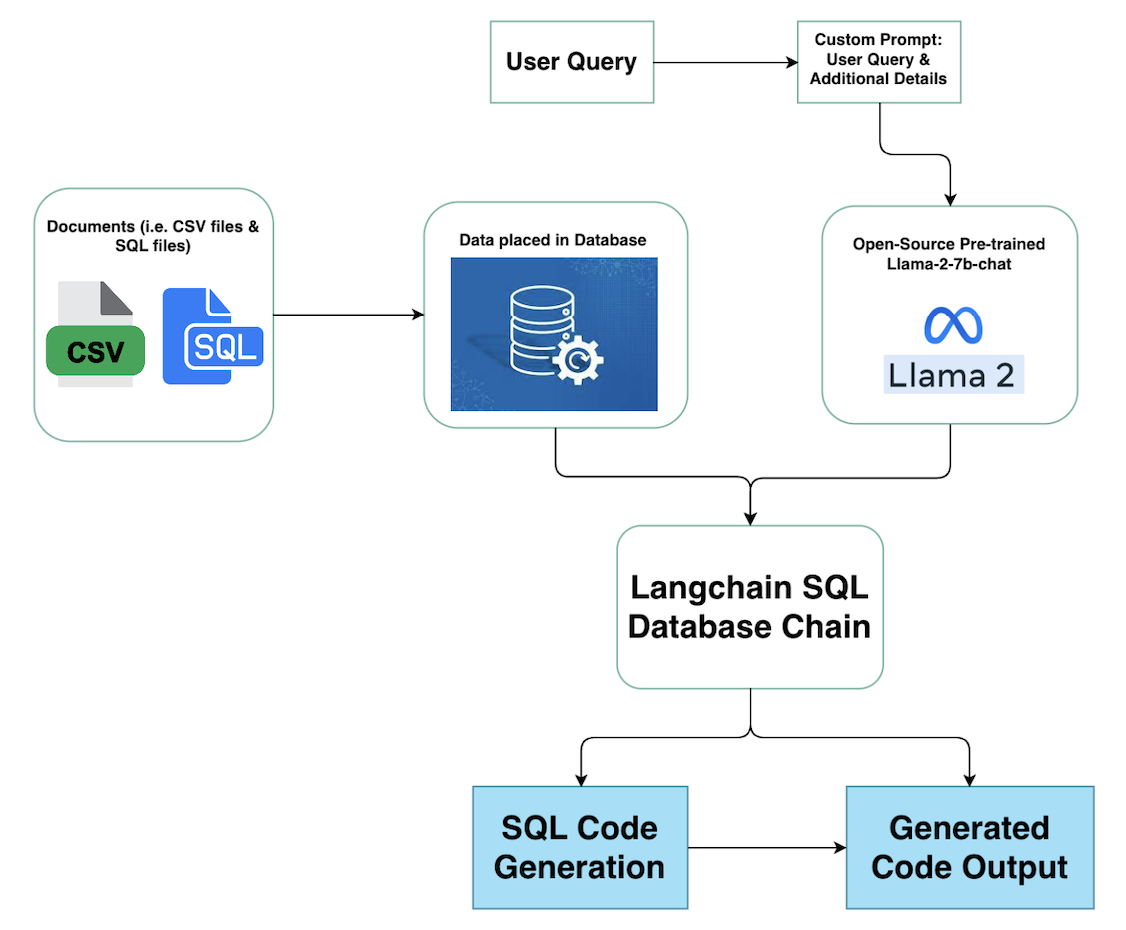 User Query
Custom Prompt:
User Query &
Additional Details
Documents (i.e. CSV files &
SQL files)
CSV
SQL
Data placed in Database
Open-Source Pre-trained
Llama-2-7b-chat
Llama 2
Langchain SQL
Database Chain
SQL Code
Generation
Generated
Code Output